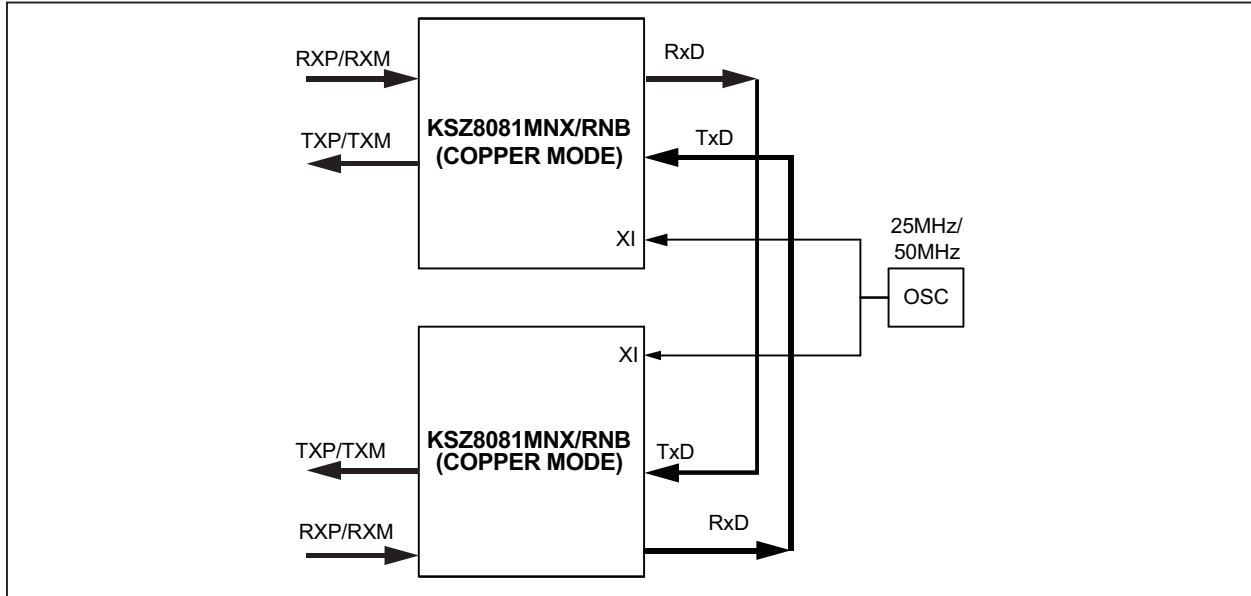 RXP/RXM
RxD
KSZ8081MNX/RNB
(COPPER MODE)
TXP/TXM
TxD
XI
25MHz/
50MHz
OSC
XI
KSZ8081MNX/RNB
(COPPER MODE)
TXP/TXM
TxD
RXP/RXM
RxD